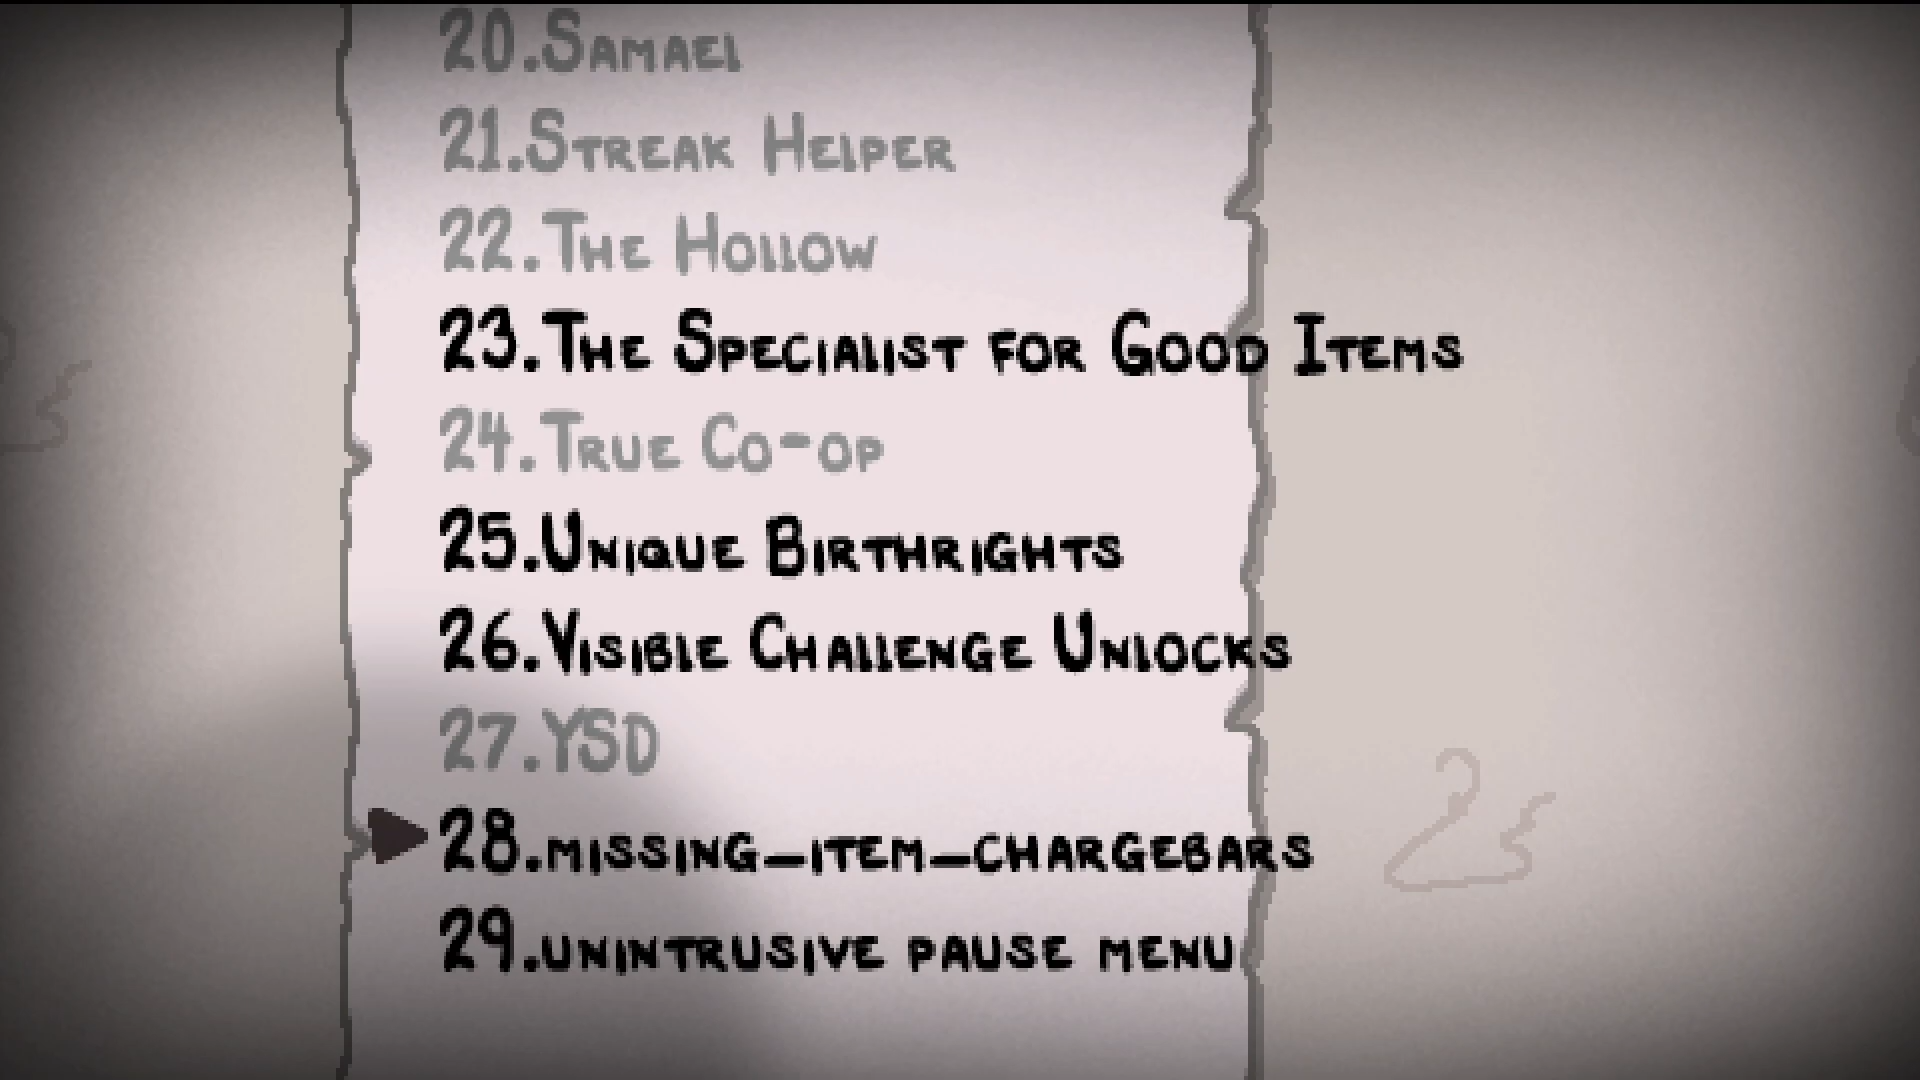 20.Samael
21.Streak Helper
22.The Hollow
23.The Specialist for Good Items
24.True Co-op
25.Unique Birthrights
26.Visible Challenge Unlocks
27.YSD
28.missing_item_chargebars
29.unintrusive pause menu